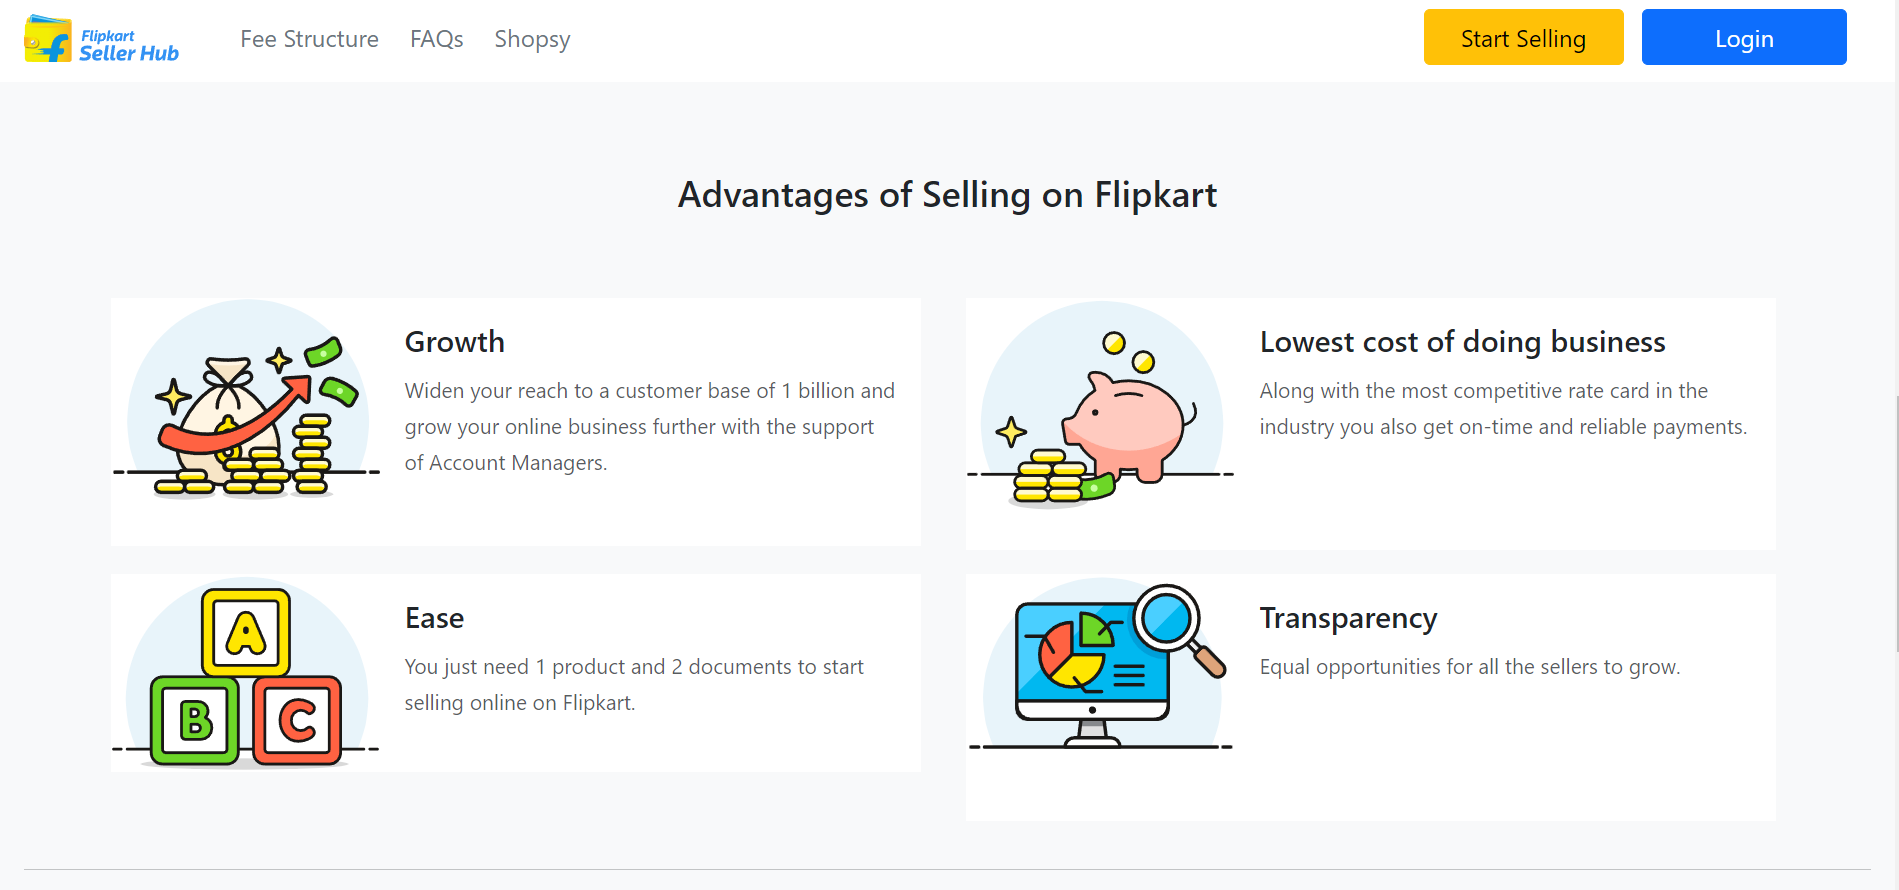 Flipkart
Seller Hub
Fee Structure
FAQs
Shopsy
Start Selling
Login
Advantages of Selling on Flipkart
Growth
Widen your reach to a customer base of 1 billion and
grow your online business further with the support
of Account Managers.
Lowest cost of doing business
Along with the most competitive rate card in the
industry you also get on-time and reliable payments.
A
B
C
Ease
You just need 1 product and 2 documents to start
selling online on Flipkart.
Transparency
Equal opportunities for all the sellers to grow.